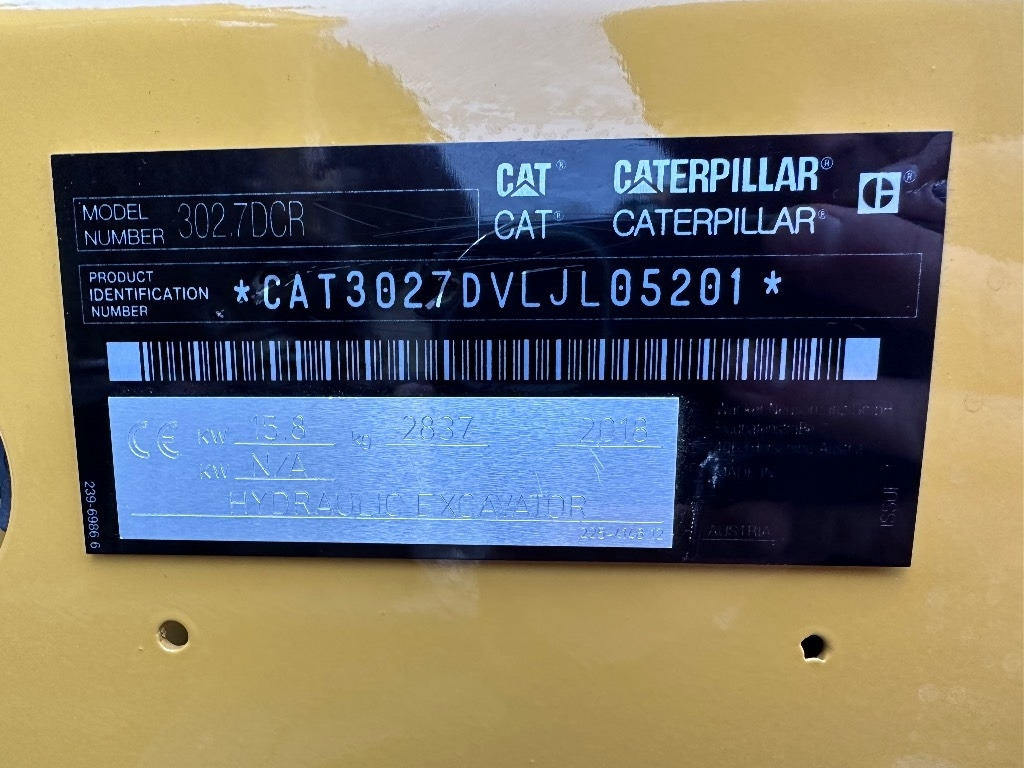 CAT® CATERPILLAR® ®
MODEL NUMBER 302.7DCR
CAT® CATERPILLAR®
PRODUCT
IDENTIFICATION
NUMBER
*CAT3027DVLJL05201*
CE KW 15.8 kg 2837 2018
KW N/A
HYDRAULIC EXCAVATOR
239-6986 6
AUSTRIA